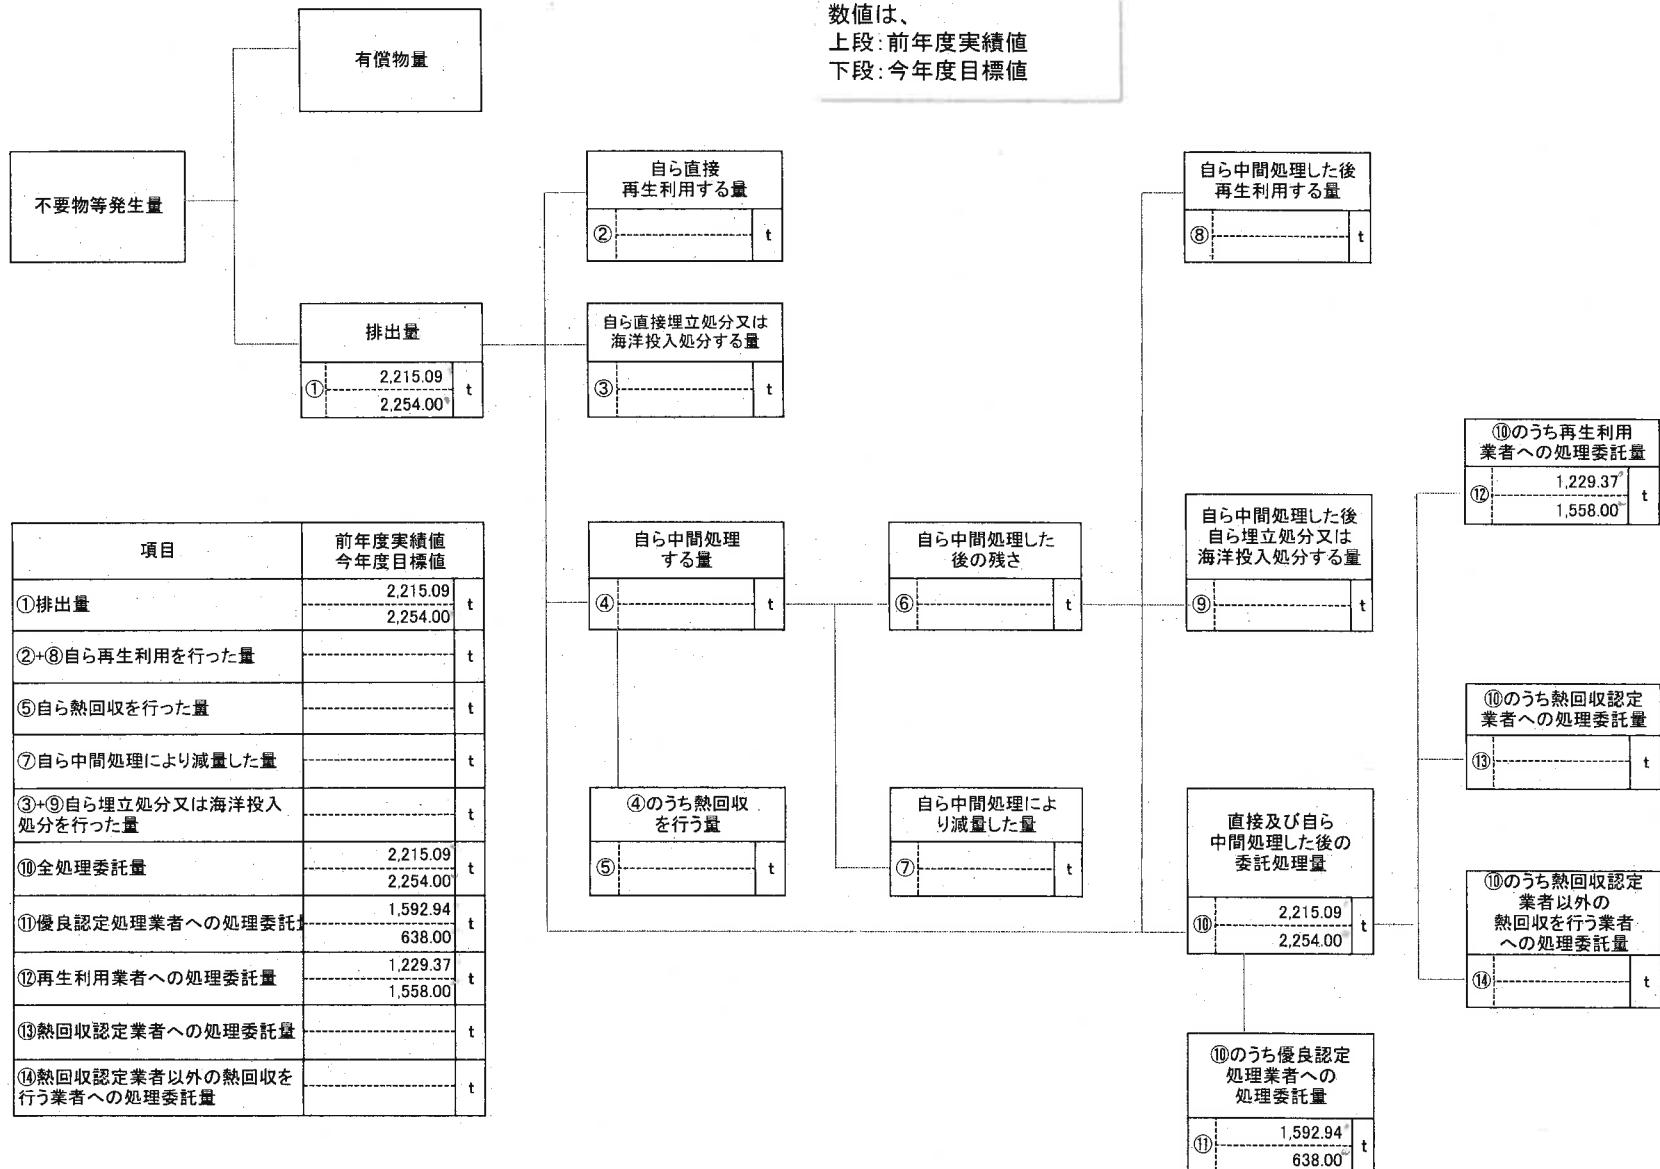 数値は、
上段:前年度実績値
下段:今年度目標値
有償物量
不要物等発生量
排出量
① 2,215.09 t
2,254.00
自ら直接
再生利用する量
② t
自ら直接埋立処分又は
海洋投入処分する量
③ t
自ら中間処理した後
再生利用する量
⑧ t
自ら中間処理
する量
④ t
自ら中間処理した
後の残さ
⑥ t
自ら中間処理した後
自ら埋立処分又は
海洋投入処分する量
⑨ t
④のうち熱回収
を行う量
⑤ t
自ら中間処理によ
り減量した量
⑦ t
直接及び自ら
中間処理した後の
委託処理量
⑩ 2,215.09 t
2,254.00
⑩のうち優良認定
処理業者への
処理委託量
⑪ 1,592.94 t
638.00
⑩のうち再生利用
業者への処理委託量
⑫ 1,229.37 t
1,558.00
⑩のうち熱回収認定
業者への処理委託量
⑬ t
⑩のうち熱回収認定
業者以外の
熱回収を行う業者
への処理委託量
⑭ t
項目 前年度実績値
今年度目標値
①排出量 2,215.09 t
2,254.00
②+⑧自ら再生利用を行った量 t
⑤自ら熱回収を行った量 t
⑦自ら中間処理により減量した量 t
③+⑨自ら埋立処分又は海洋投入
処分を行った量 t
⑩全処理委託量 2,215.09 t
2,254.00
⑪優良認定処理業者への処理委託 1,592.94 t
638.00
⑫再生利用業者への処理委託量 1,229.37 t
1,558.00
⑬熱回収認定業者への処理委託量 t
⑭熱回収認定業者以外の熱回収を
行う業者への処理委託量 t